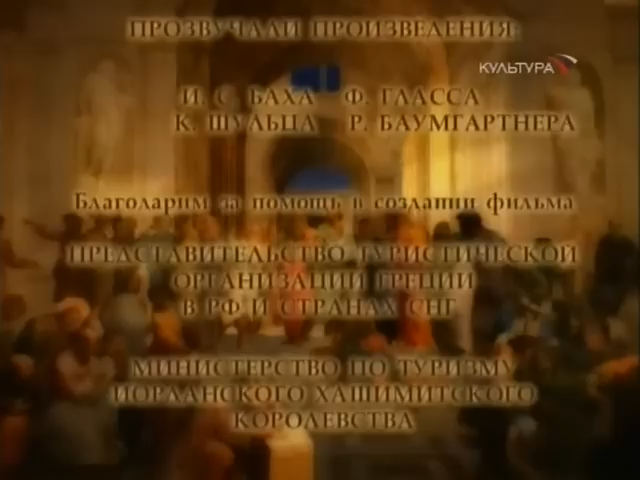 ПРОЗВУЧАЛИ ПРОИЗВЕДЕНИЯ:
КУЛЬТУРА
И. С. БАХА Ф. ГЛАССА
К. ШУЛЬЦА Р. БАУМГАРТНЕРА
Благодарим за помощь в создании фильма
ПРЕДСТАВИТЕЛЬСТВО ТУРИСТИЧЕСКОЙ
ОРГАНИЗАЦИИ ГРЕЦИИ
В РФ И СТРАНАХ СНГ
МИНИСТЕРСТВО ПО ТУРИЗМУ
ИОРДАНСКОГО ХАШИМИТСКОГО
КОРОЛЕВСТВА